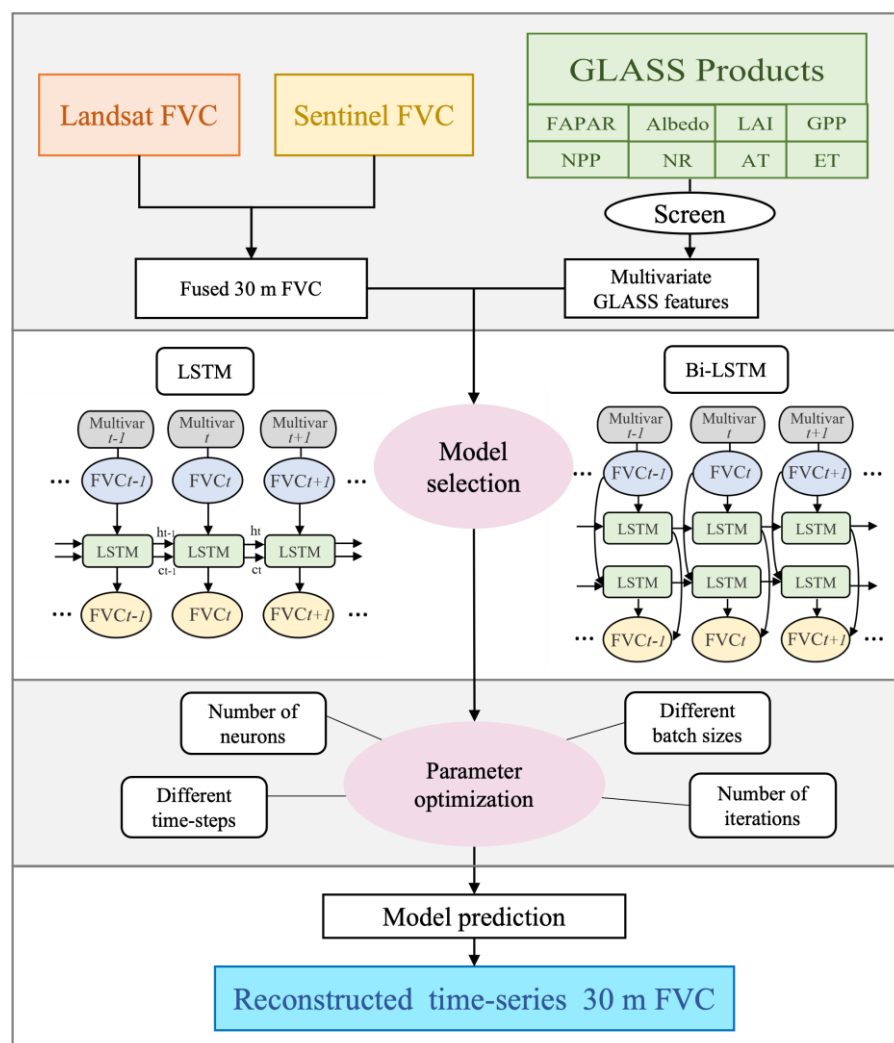 Landsat FVC
Sentinel FVC
GLASS Products
FAPAR Albedo LAI GPP
NPP NR AT ET
Screen
Fused 30 m FVC
Multivariate
GLASS features
LSTM
Bi-LSTM
Model
selection
Multivar
t-1
Multivar
t
Multivar
t+1
... FVCt-1 FVCt FVCt+1 ...
ht-1 ht
LSTM LSTM LSTM
ct-1 ct
... FVCt-1 FVCt FVCt+1 ...
Multivar
t-1
Multivar
t
Multivar
t+1
... FVCt-1 FVCt FVCt+1 ...
LSTM LSTM LSTM
LSTM LSTM LSTM
... FVCt-1 FVCt FVCt+1 ...
Number of
neurons
Different
batch sizes
Parameter
optimization
Different
time-steps
Number of
iterations
Model prediction
Reconstructed time-series 30 m FVC